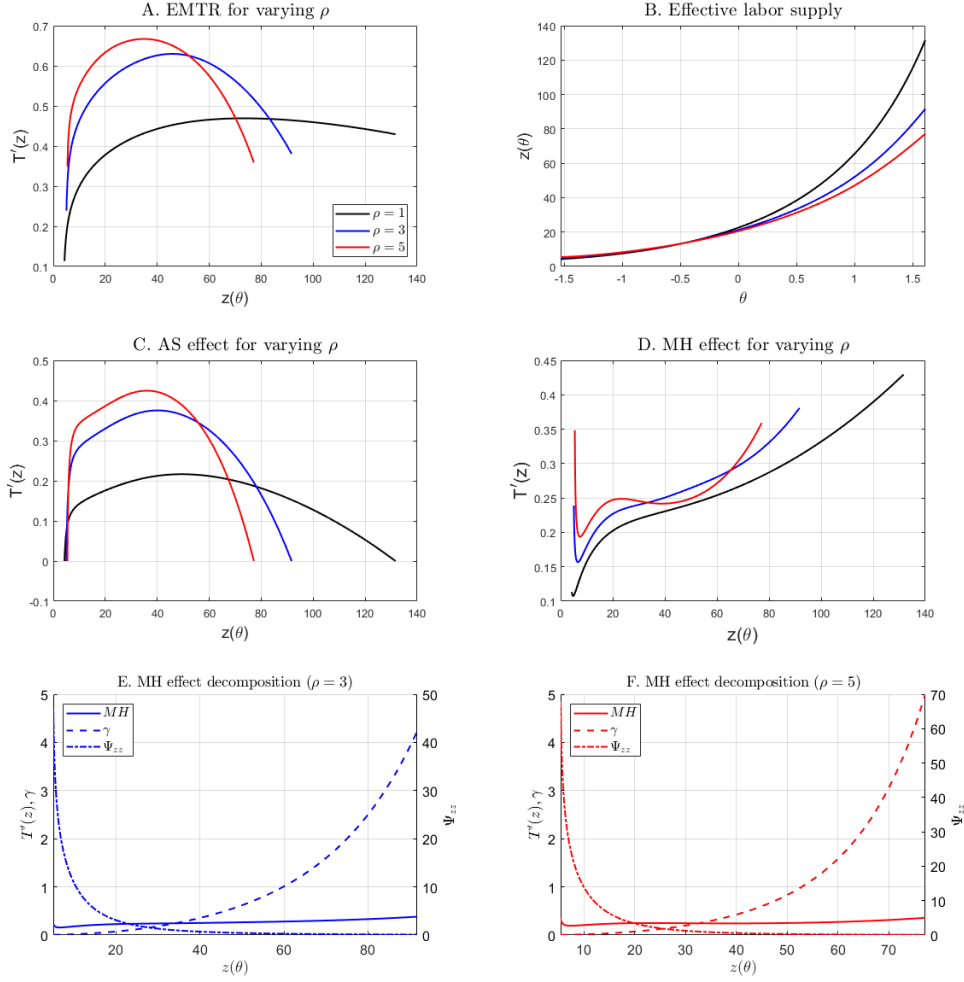 A. EMTR for varying ρ
T′(z)
0.7
0.6
0.5
0.4
0.3
0.2
0.1
ρ = 1
ρ = 3
ρ = 5
0 20 40 60 80 100 120 140
z(θ)
B. Effective labor supply
z(θ)
140
120
100
80
60
40
20
0
-1.5 -1 -0.5 0 0.5 1 1.5
θ
C. AS effect for varying ρ
T′(z)
0.5
0.4
0.3
0.2
0.1
0
-0.1
0 20 40 60 80 100 120 140
z(θ)
D. MH effect for varying ρ
T′(z)
0.45
0.4
0.35
0.3
0.25
0.2
0.15
0.1
0 20 40 60 80 100 120 140
z(θ)
E. MH effect decomposition (ρ = 3)
T′(z), γ
5
4
3
2
1
0
MH
γ
Ψzz
50
40
30
20
10
0
Ψzz
20 40 60 80
z(θ)
F. MH effect decomposition (ρ = 5)
T′(z), γ
5
4
3
2
1
0
MH
γ
Ψzz
70
60
50
40
30
20
10
0
Ψzz
10 20 30 40 50 60 70
z(θ)